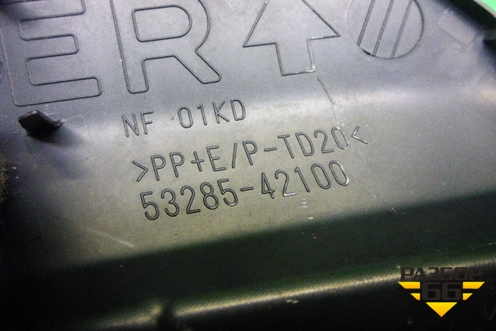 ER
NF 01KD
>PP+E/P-TD20<
53285-42100
РАЗБОР
66